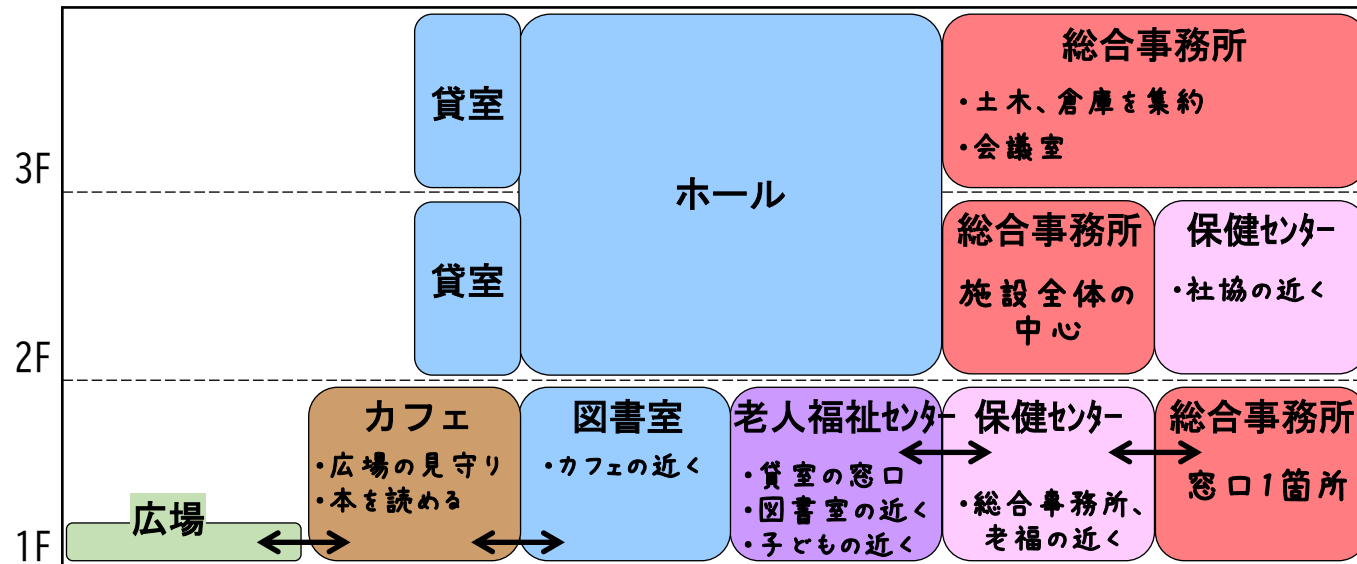 3F
貸室
ホール
総合事務所
・土木、倉庫を集約
・会議室
2F
貸室
総合事務所
施設全体の
中心
保健センター
・社協の近く
1F
広場
カフェ
・広場の見守り
・本を読める
図書室
・カフェの近く
老人福祉センター
・貸室の窓口
・図書室の近く
・子どもの近く
保健センター
・総合事務所、
老福の近く
総合事務所
窓口1箇所